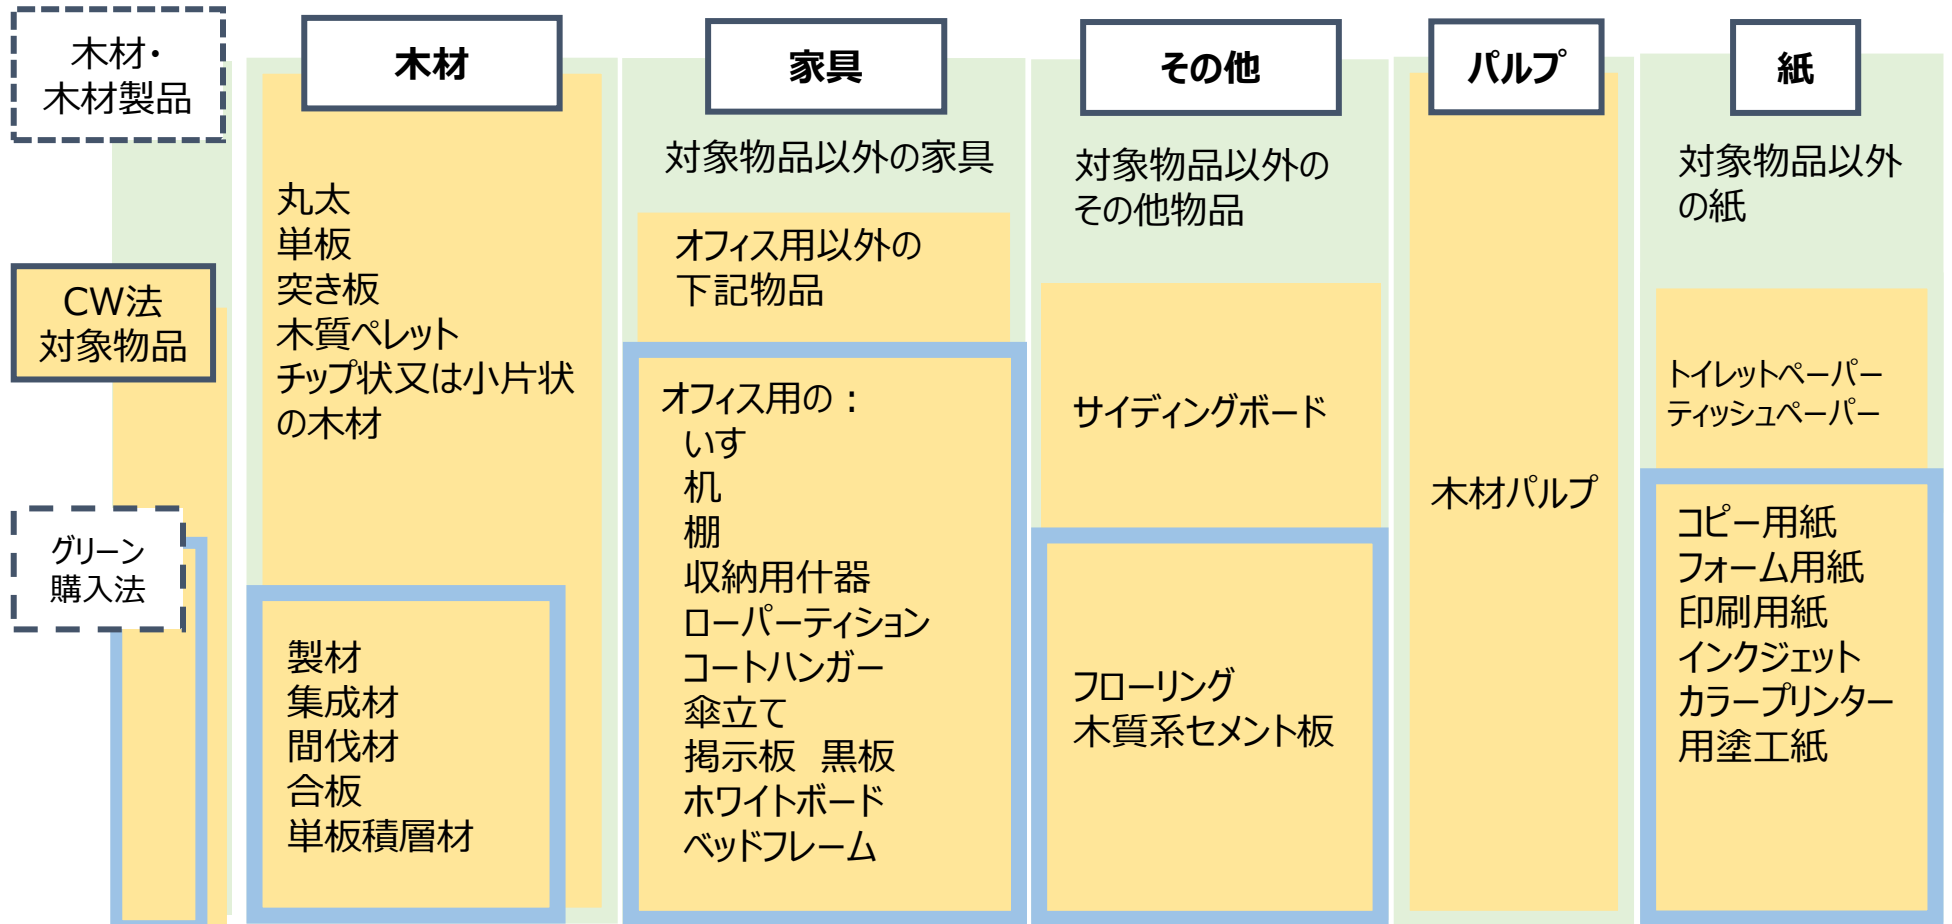 木材・
木材製品
CW法
対象物品
グリーン
購入法
木材
丸太
単板
突き板
木質ペレット
チップ状又は小片状
の木材
製材
集成材
間伐材
合板
単板積層材
家具
対象物品以外の家具
オフィス用以外の
下記物品
オフィス用の：
いす
机
棚
収納用什器
ローパーティション
コートハンガー
傘立て
掲示板　黒板
ホワイトボード
ベッドフレーム
その他
対象物品以外の
その他物品
サイディングボード
フローリング
木質系セメント板
パルプ
木材パルプ
紙
対象物品以外
の紙
トイレットペーパー
ティッシュペーパー
コピー用紙
フォーム用紙
印刷用紙
インクジェット
カラープリンター
用塗工紙